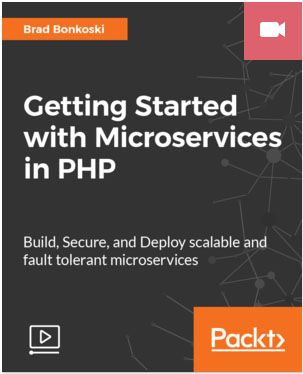 Brad Bonkoski
Getting Started
with Microservices
in PHP
Build, Secure, and Deploy scalable and
fault tolerant microservices
Packt>